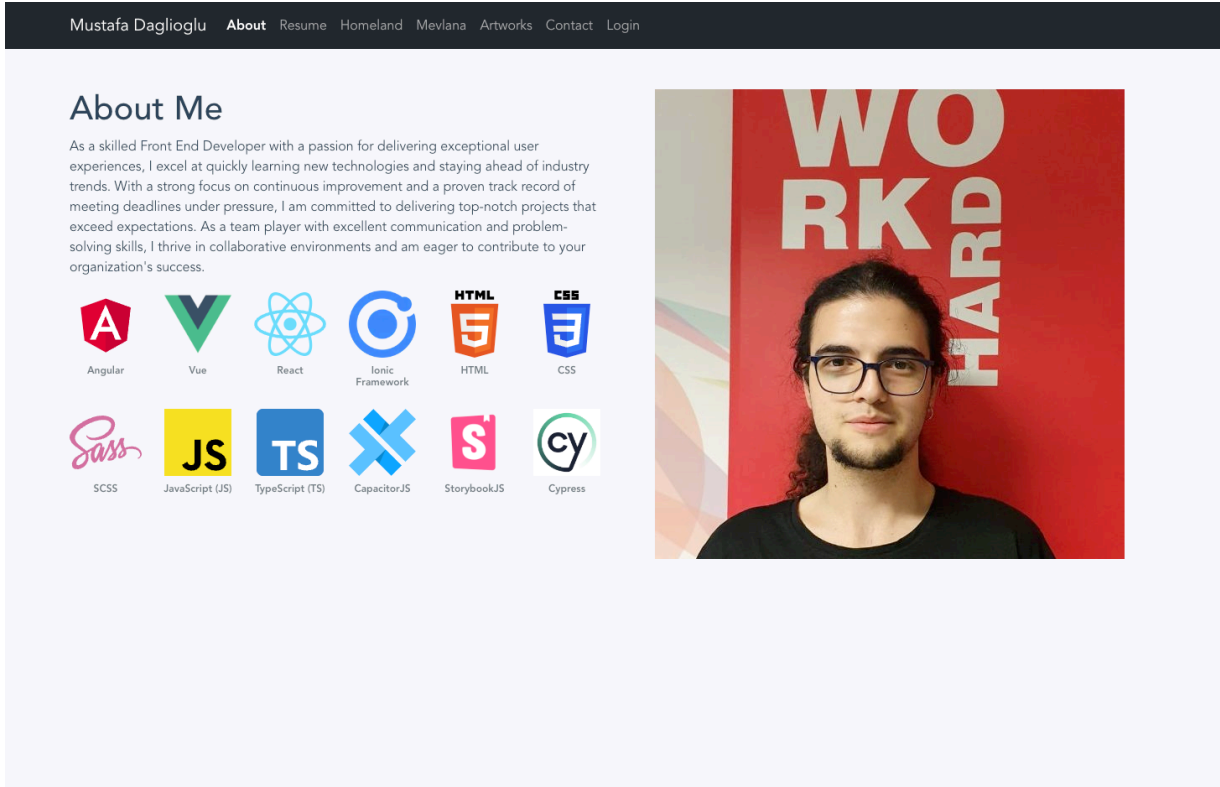 Mustafa Daglioglu About Resume Homeland Mevlana Artworks Contact Login
About Me
As a skilled Front End Developer with a passion for delivering exceptional user
experiences, I excel at quickly learning new technologies and staying ahead of industry
trends. With a strong focus on continuous improvement and a proven track record of
meeting deadlines under pressure, I am committed to delivering top-notch projects that
exceed expectations. As a team player with excellent communication and problem-
solving skills, I thrive in collaborative environments and am eager to contribute to your
organization's success.
A
HTML
5
CSS
3
Angular
Vue
React
Ionic
Framework
HTML
CSS
Sass
JS
TS
S
cy
SCSS
JavaScript (JS)
TypeScript (TS)
CapacitorJS
StorybookJS
Cypress
WO
RK
HARD